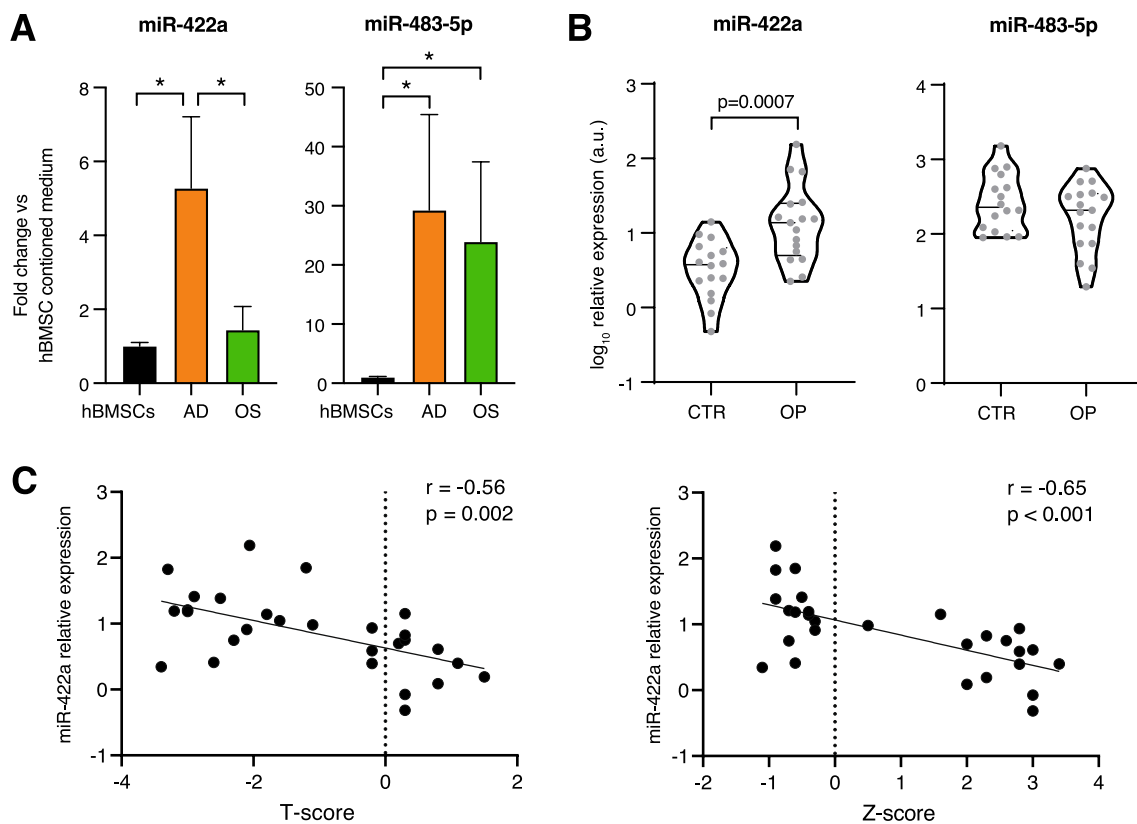 A
miR-422a
miR-483-5p
Fold change vs
hBMSC contioned medium
8
6
4
2
0
*
*
hBMSCs
AD
OS
50
40
30
20
10
0
*
*
hBMSCs
AD
OS
B
miR-422a
miR-483-5p
log10 relative expression (a.u.)
3
2
1
0
-1
p=0.0007
CTR
OP
4
3
2
1
0
CTR
OP
C
miR-422a relative expression
3
2
1
0
-1
r = -0.56
p = 0.002
-4
-2
0
2
T-score
miR-422a relative expression
3
2
1
0
-1
r = -0.65
p < 0.001
-2
-1
0
1
2
3
4
Z-score